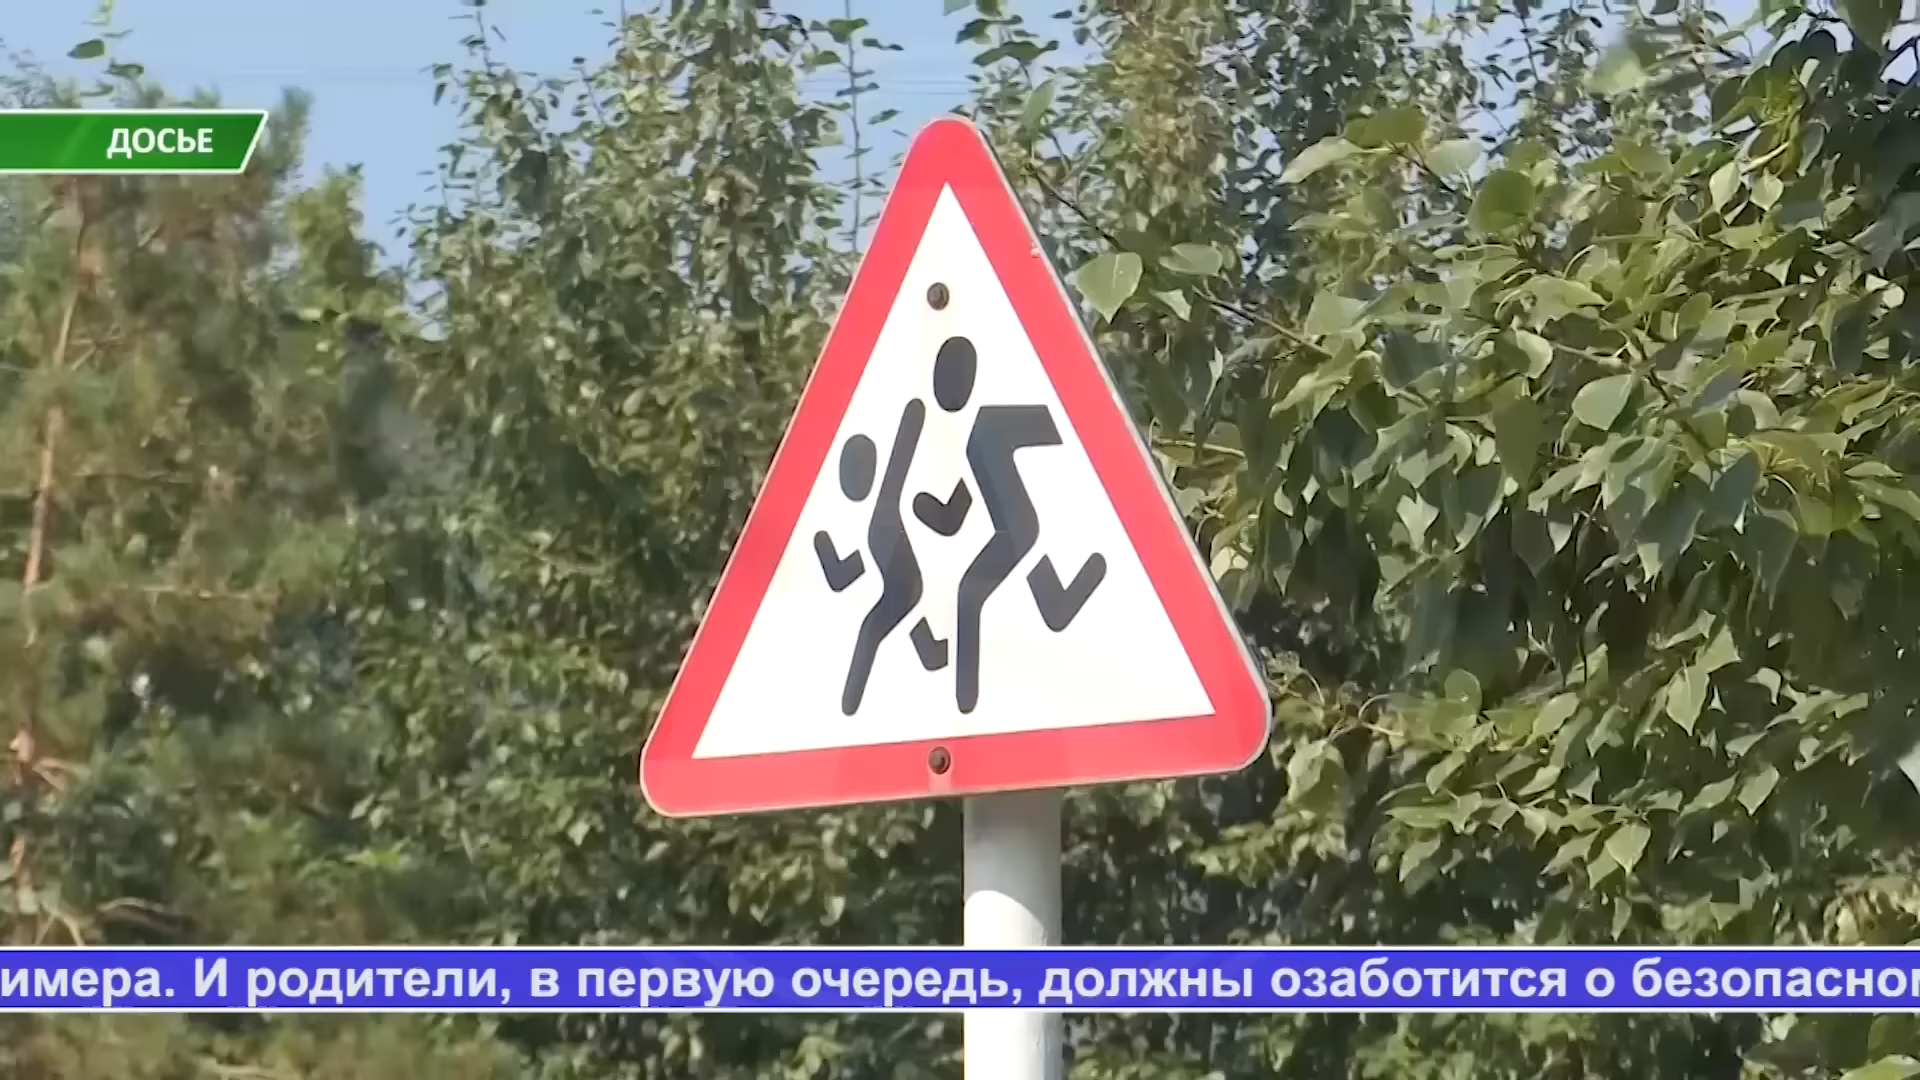 ДОСЬЕ
имера. И родители, в первую очередь, должны озаботится о безопасно